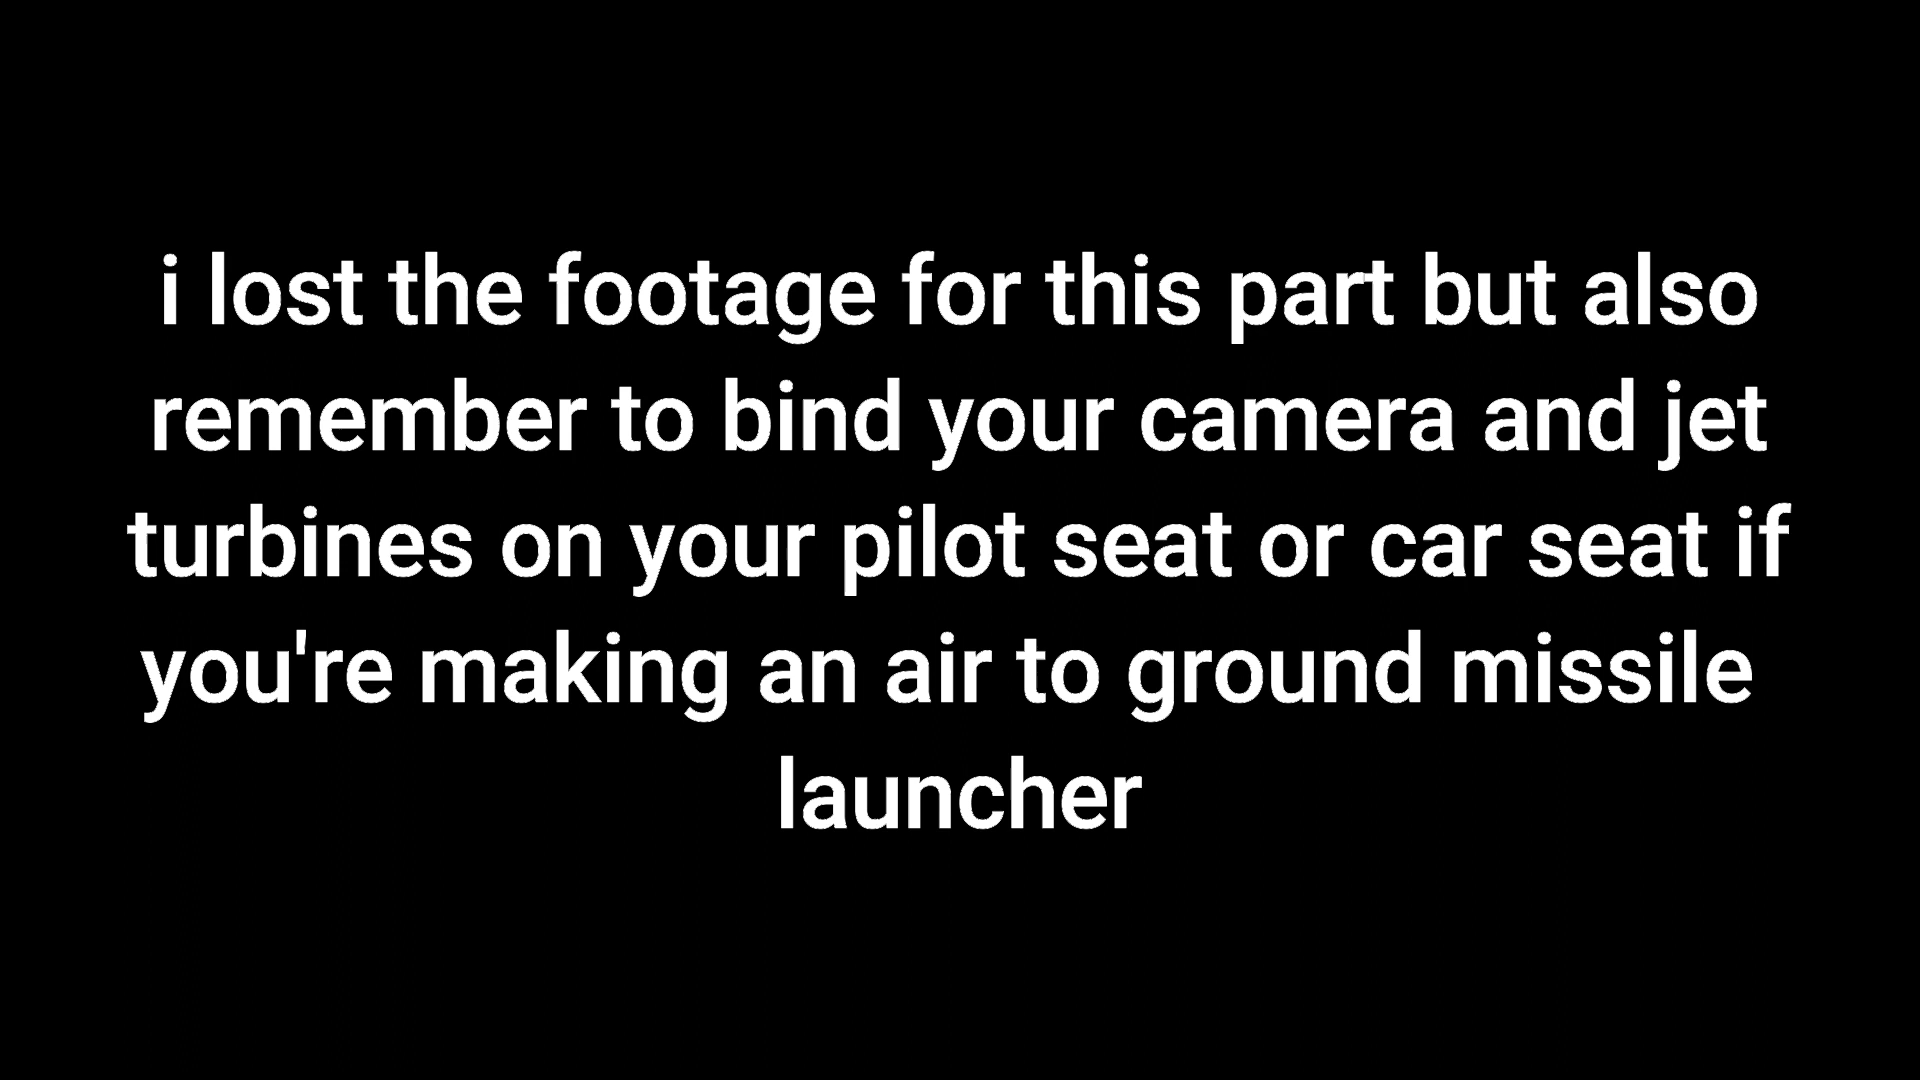 i lost the footage for this part but also
remember to bind your camera and jet
turbines on your pilot seat or car seat if
you're making an air to ground missile
launcher